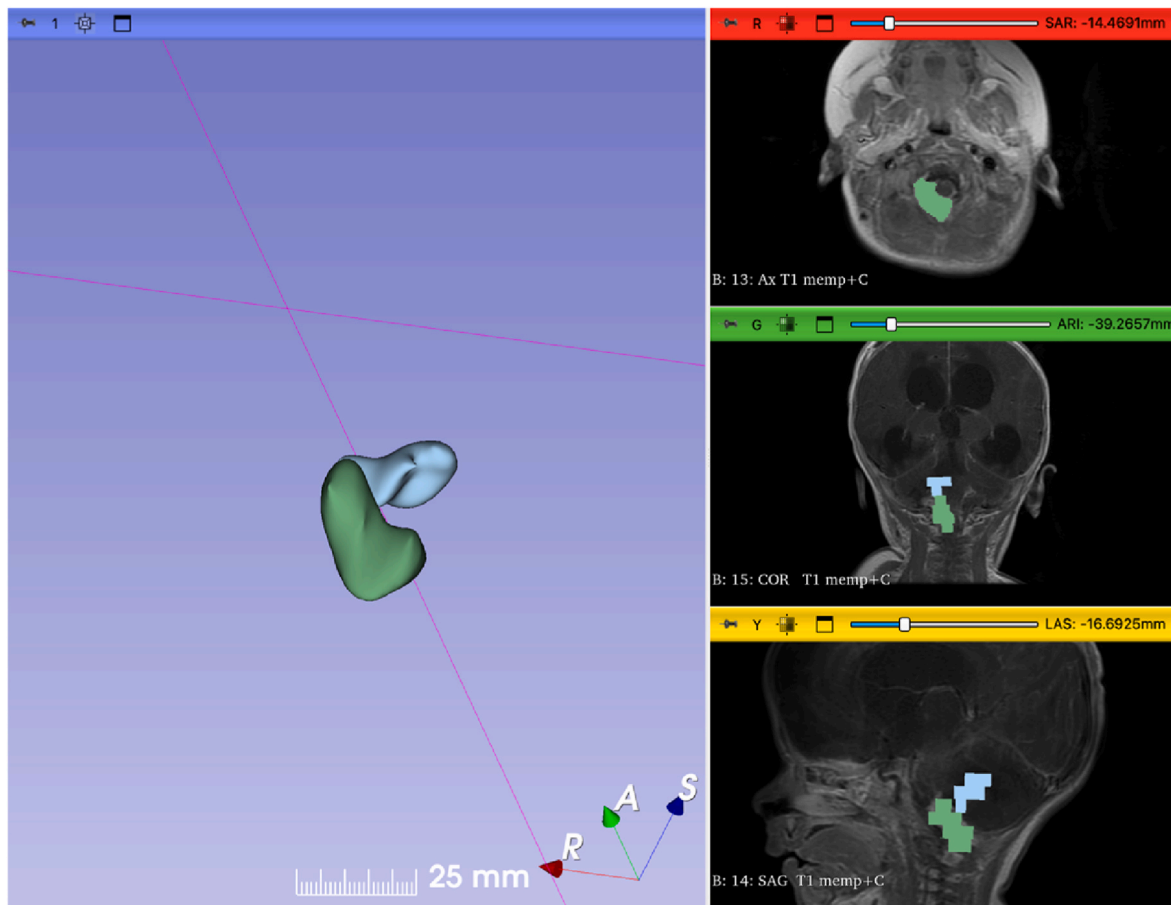 1
R
SAR: -14.4691mm
B: 13: Ax T1 memp+C
G
ARI: -39.2657mm
B: 15: COR T1 memp+C
Y
LAS: -16.6925mm
B: 14: SAG T1 memp+C
R
A
S
25 mm